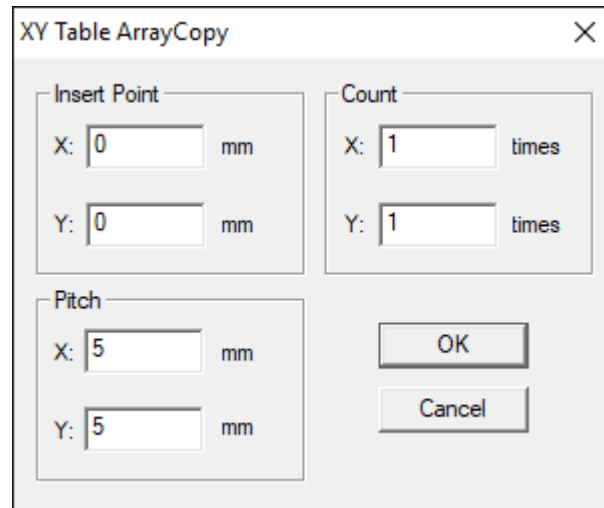 XY Table ArrayCopy
Insert Point
X: 0 mm
Y: 0 mm
Count
X: 1 times
Y: 1 times
Pitch
X: 5 mm
Y: 5 mm
OK
Cancel